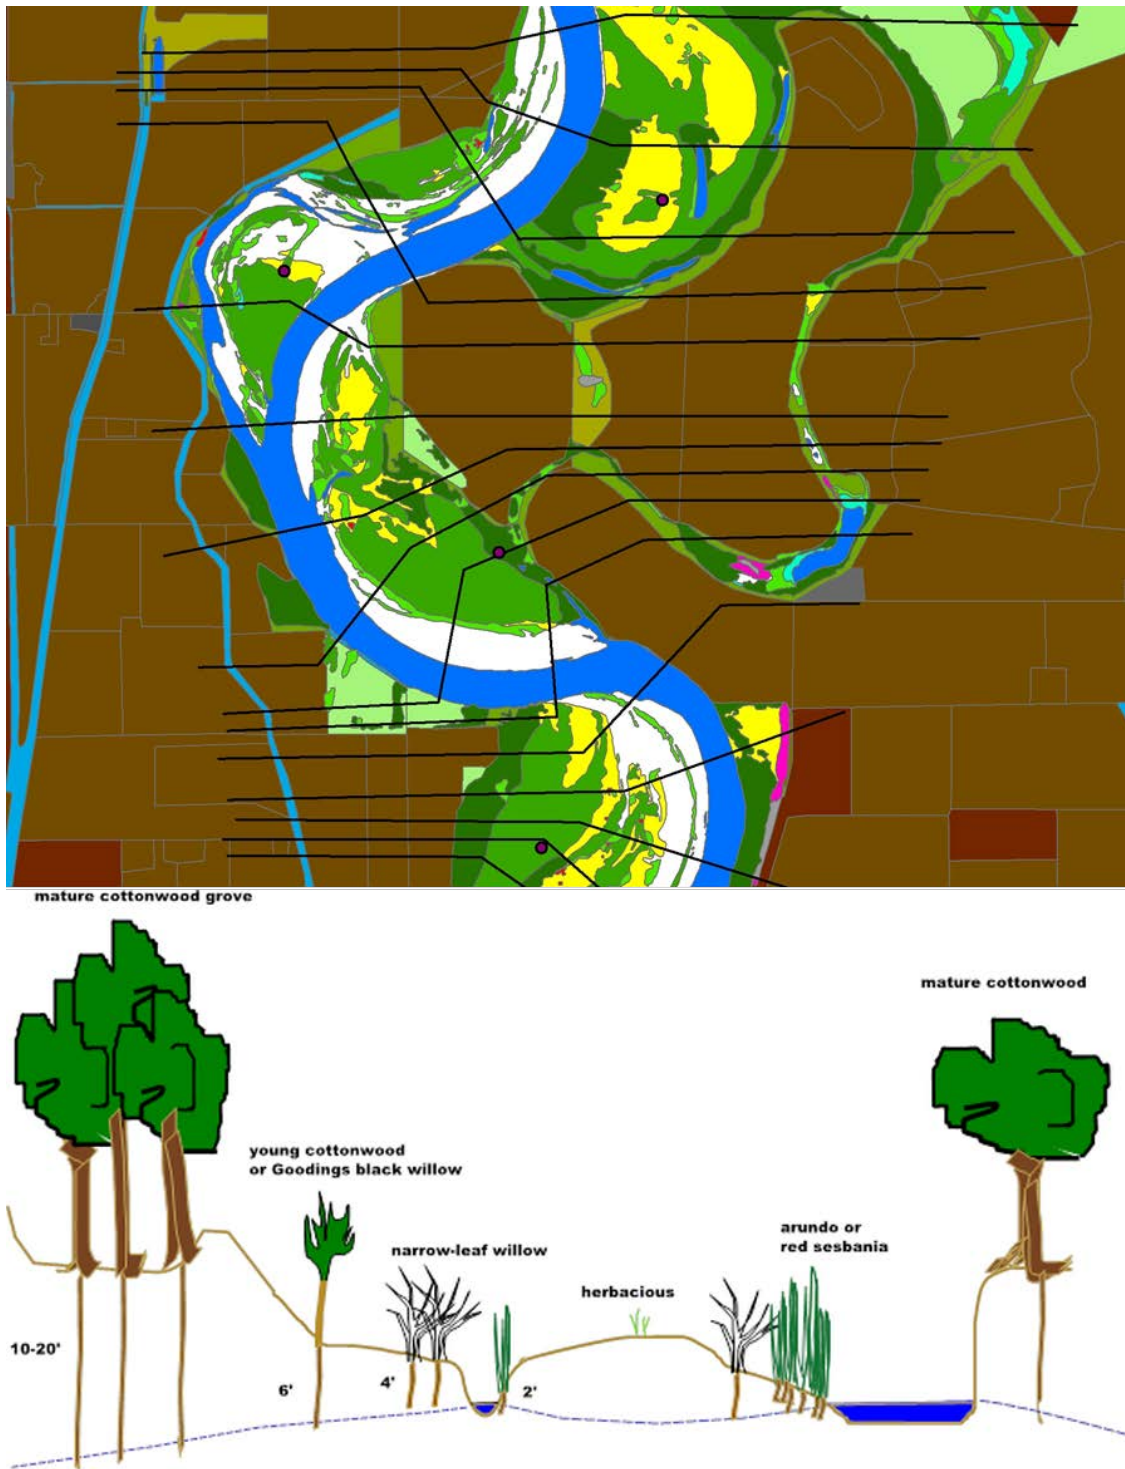 mature cottonwood grove
mature cottonwood
young cottonwood
or Goodings black willow
narrow-leaf willow
arundo or
red sesbania
herbacious
10-20'
6'
4'
2'